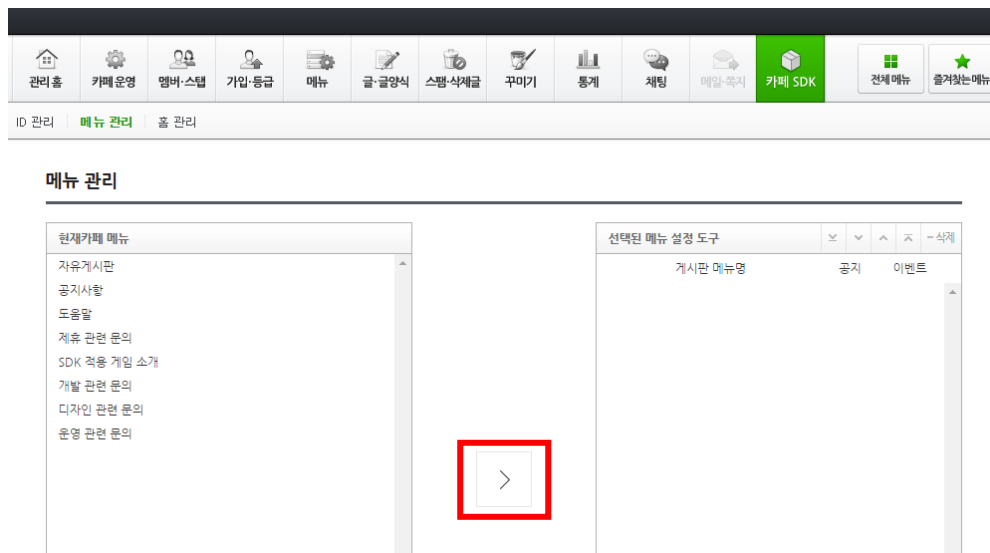 관리홈 카페운영 멤버·스탭 가입·등급 메뉴 글·글양식 스팸·삭제글 꾸미기 통계 채팅 메일·쪽지 카페 SDK 전체메뉴 즐겨찾는메뉴
ID 관리 메뉴 관리 홈 관리
메뉴 관리
현재카페 메뉴
자유게시판
공지사항
도움말
제휴 관련 문의
SDK 적용 게임 소개
개발 관련 문의
디자인 관련 문의
운영 관련 문의
선택된 메뉴 설정 도구 삭제
게시판 메뉴명 공지 이벤트